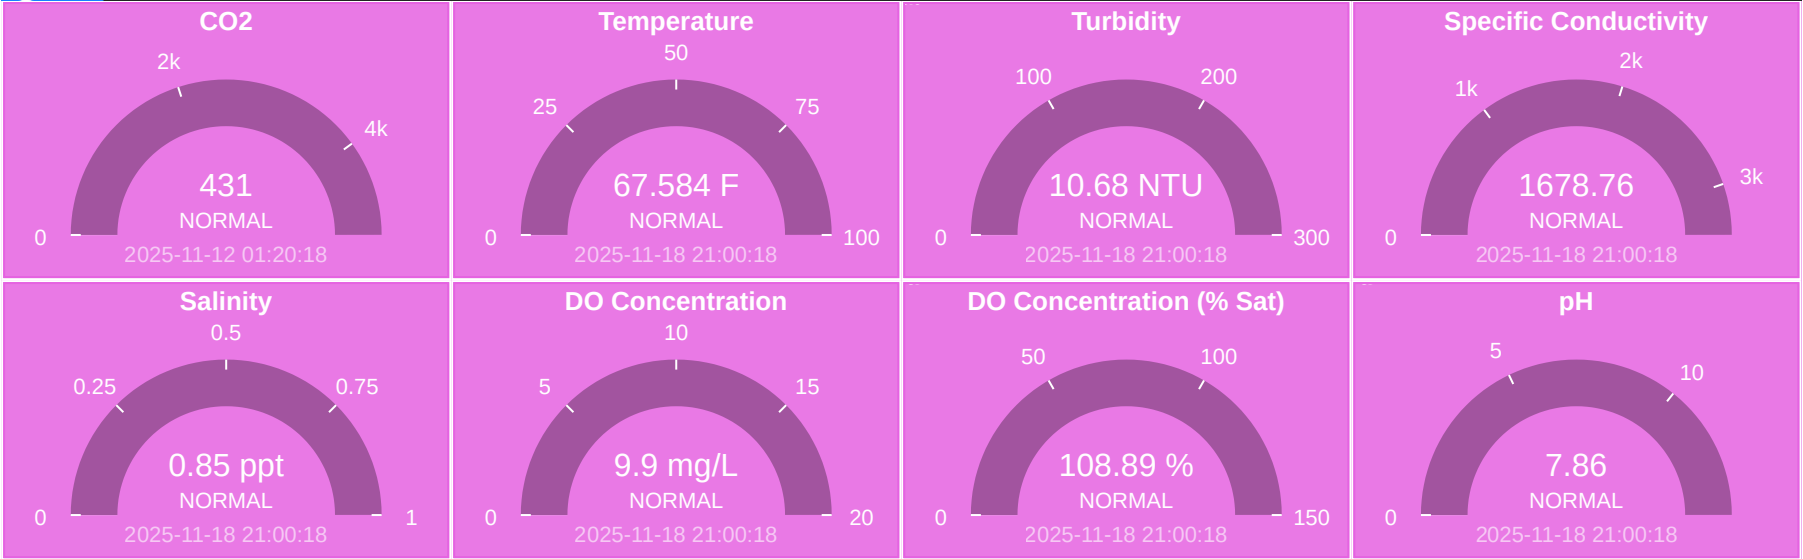 CO2
2k
4k
431
NORMAL
0
2025-11-12 01:20:18
Temperature
50
25
75
67.584 F
NORMAL
0
100
2025-11-18 21:00:18
Turbidity
100
200
10.68 NTU
NORMAL
0
300
2025-11-18 21:00:18
Specific Conductivity
2k
1k
3k
1678.76
NORMAL
0
2025-11-18 21:00:18
Salinity
0.5
0.25
0.75
0.85 ppt
NORMAL
0
1
2025-11-18 21:00:18
DO Concentration
10
5
15
9.9 mg/L
NORMAL
0
20
2025-11-18 21:00:18
DO Concentration (% Sat)
50
100
108.89 %
NORMAL
0
150
2025-11-18 21:00:18
pH
5
10
7.86
NORMAL
0
2025-11-18 21:00:18